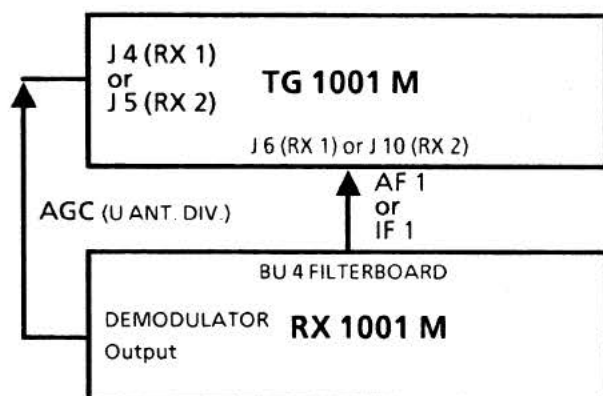 J 4 (RX 1)
or
J 5 (RX 2)
TG 1001 M
J 6 (RX 1) or J 10 (RX 2)
AF 1
or
IF 1
AGC (U ANT. DIV.)
BU 4 FILTERBOARD
DEMODULATOR
Output
RX 1001 M